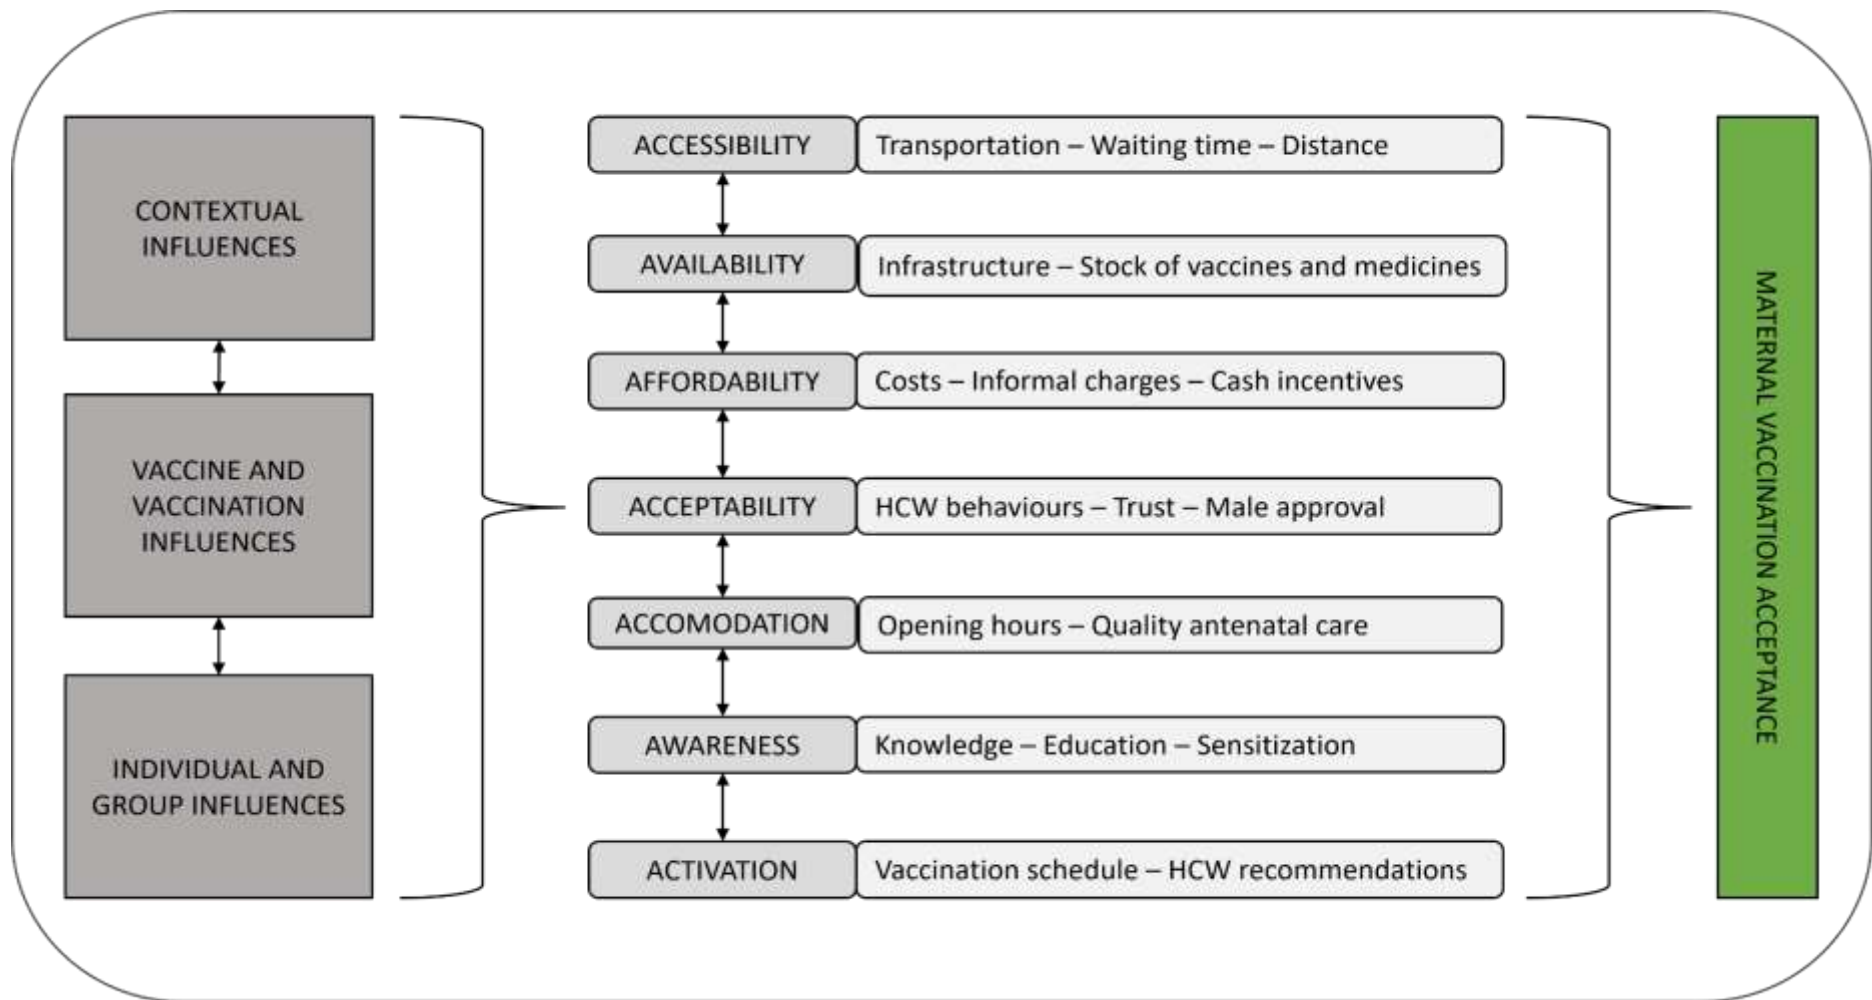 CONTEXTUAL
INFLUENCES
VACCINE AND
VACCINATION
INFLUENCES
INDIVIDUAL AND
GROUP INFLUENCES
ACCESSIBILITY
Transportation – Waiting time – Distance
AVAILABILITY
Infrastructure – Stock of vaccines and medicines
AFFORDABILITY
Costs – Informal charges – Cash incentives
ACCEPTABILITY
HCW behaviours – Trust – Male approval
ACCOMODATION
Opening hours – Quality antenatal care
AWARENESS
Knowledge – Education – Sensitization
ACTIVATION
Vaccination schedule – HCW recommendations
MATERNAL VACCINATION ACCEPTANCE